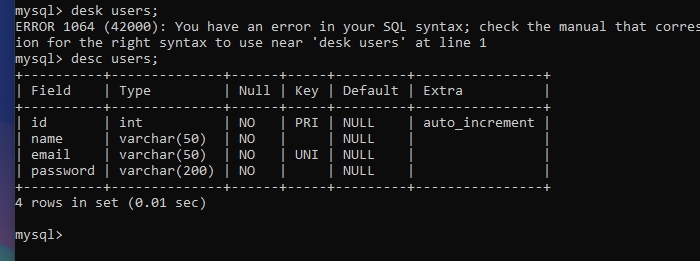 mysql> desk users;
ERROR 1064 (42000): You have an error in your SQL syntax; check the manual that corres
ion for the right syntax to use near 'desk users' at line 1
mysql> desc users;
+----------+--------------+------+-----+---------+----------------+
| Field    | Type         | Null | Key | Default | Extra          |
+----------+--------------+------+-----+---------+----------------+
| id       | int          | NO   | PRI | NULL    | auto_increment |
| name     | varchar(50)  | NO   |     | NULL    |                |
| email    | varchar(50)  | NO   | UNI | NULL    |                |
| password | varchar(200) | NO   |     | NULL    |                |
+----------+--------------+------+-----+---------+----------------+
4 rows in set (0.01 sec)
mysql>